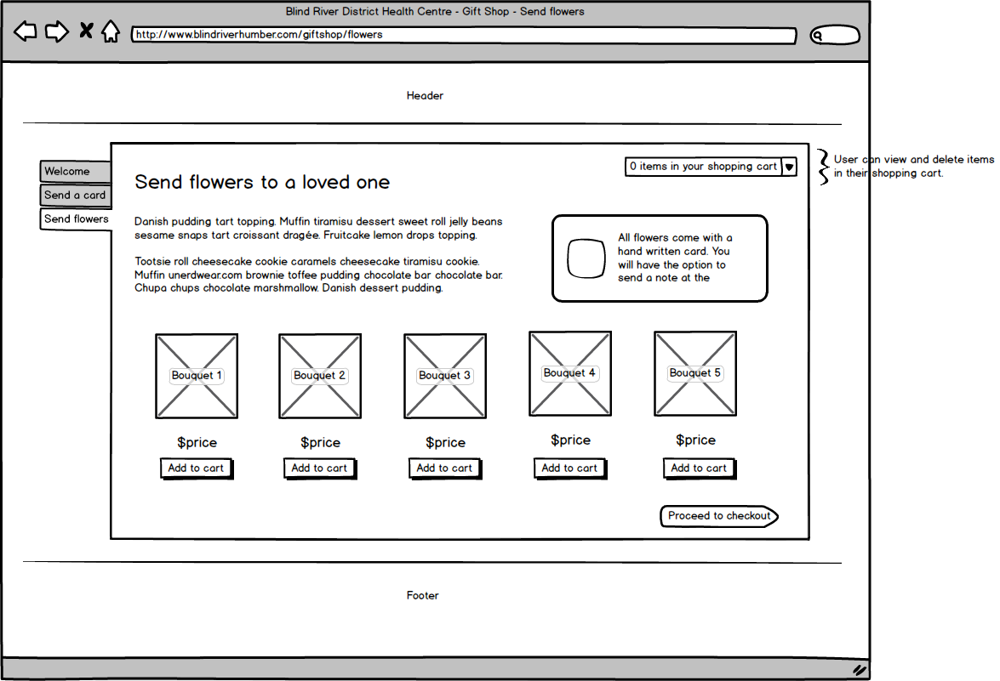 Blind River District Health Centre - Gift Shop - Send flowers
http://www.blindriverhumber.com/giftshop/flowers
Header
Welcome
Send a card
Send flowers
0 items in your shopping cart
User can view and delete items
in their shopping cart.
Send flowers to a loved one
Danish pudding tart topping. Muffin tiramisu dessert sweet roll jelly beans
sesame snaps tart croissant dragée. Fruitcake lemon drops topping.
Tootsie roll cheesecake cookie caramels cheesecake tiramisu cookie.
Muffin unerdwear.com brownie toffee pudding chocolate bar chocolate bar.
Chupa chups chocolate marshmallow. Danish dessert pudding.
All flowers come with a
hand written card. You
will have the option to
send a note at the
Bouquet 1
Bouquet 2
Bouquet 3
Bouquet 4
Bouquet 5
$price
$price
$price
$price
$price
Add to cart
Add to cart
Add to cart
Add to cart
Add to cart
Proceed to checkout
Footer